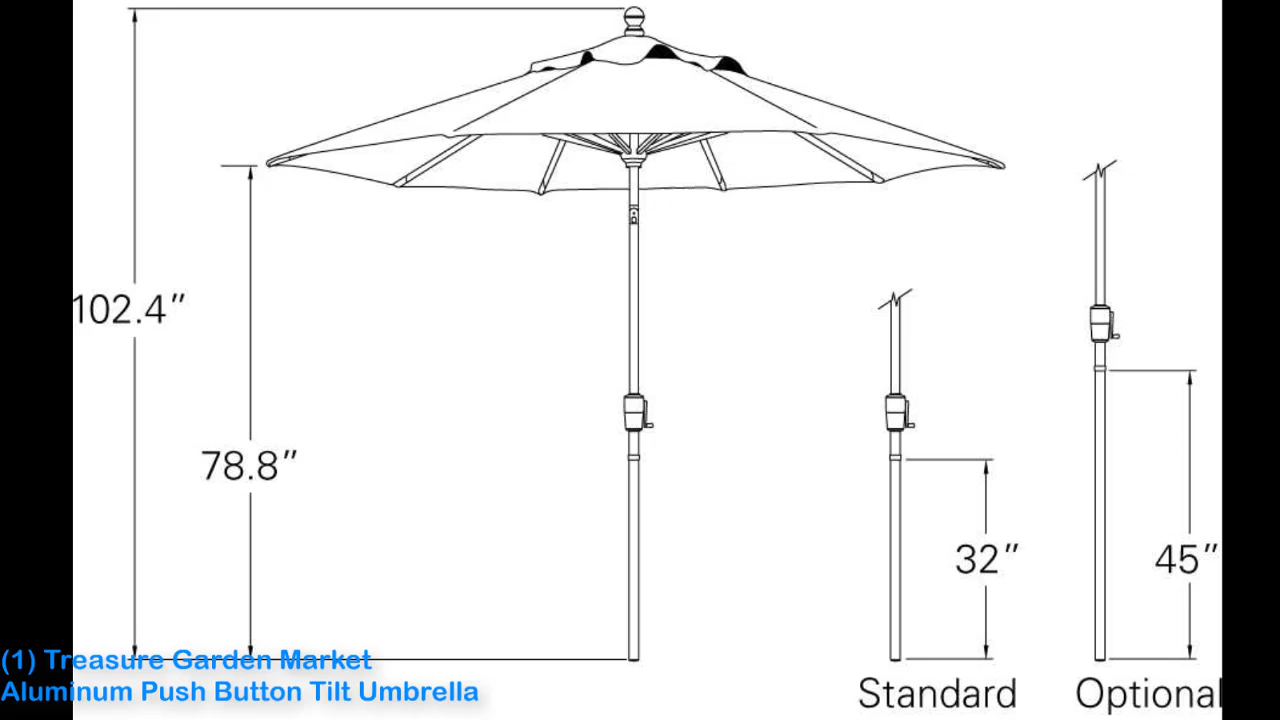 102.4″
78.8″
32″
45″
Standard
Optional
(1) Treasure Garden Market
Aluminum Push Button Tilt Umbrella